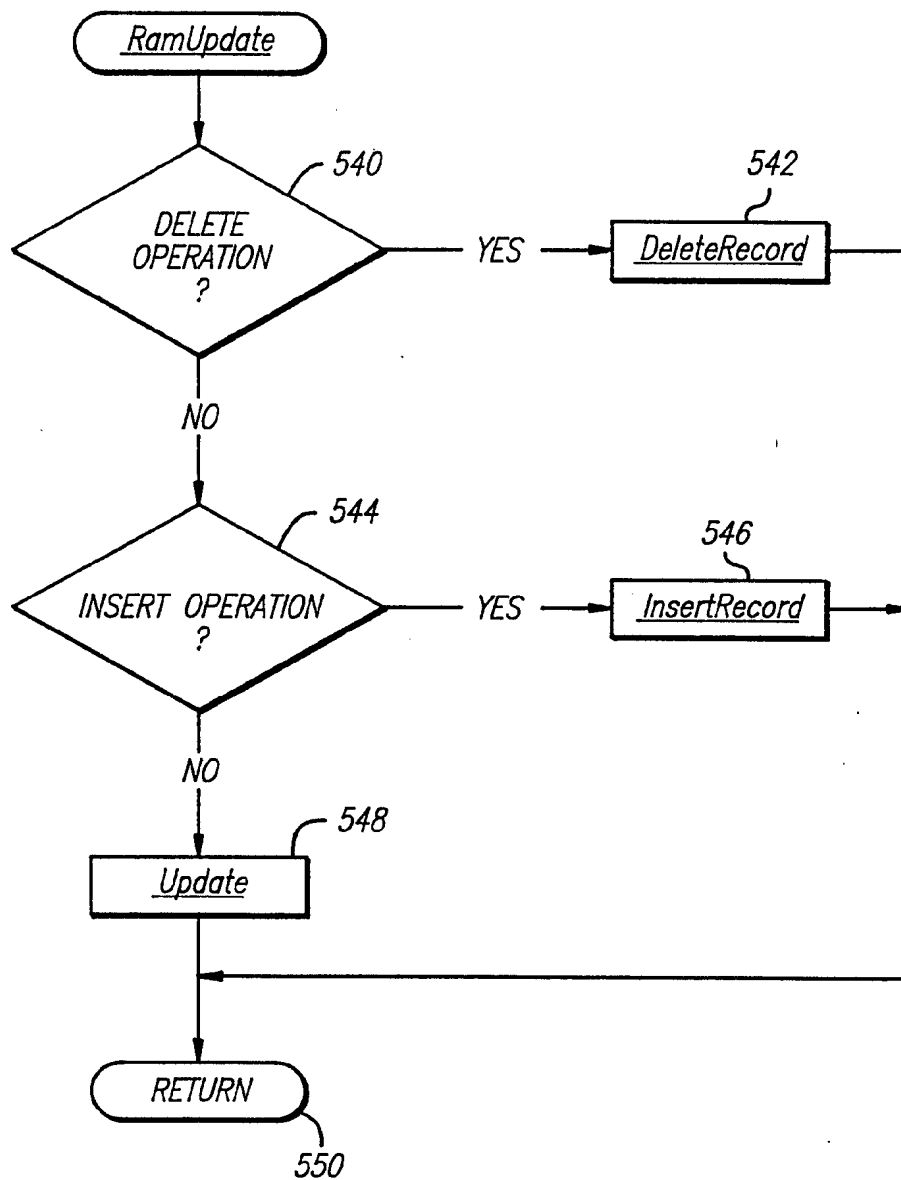 RamUpdate
540
DELETE
OPERATION
?
YES
542
DeleteRecord
NO
544
INSERT OPERATION
?
YES
546
InsertRecord
NO
548
Update
RETURN
550